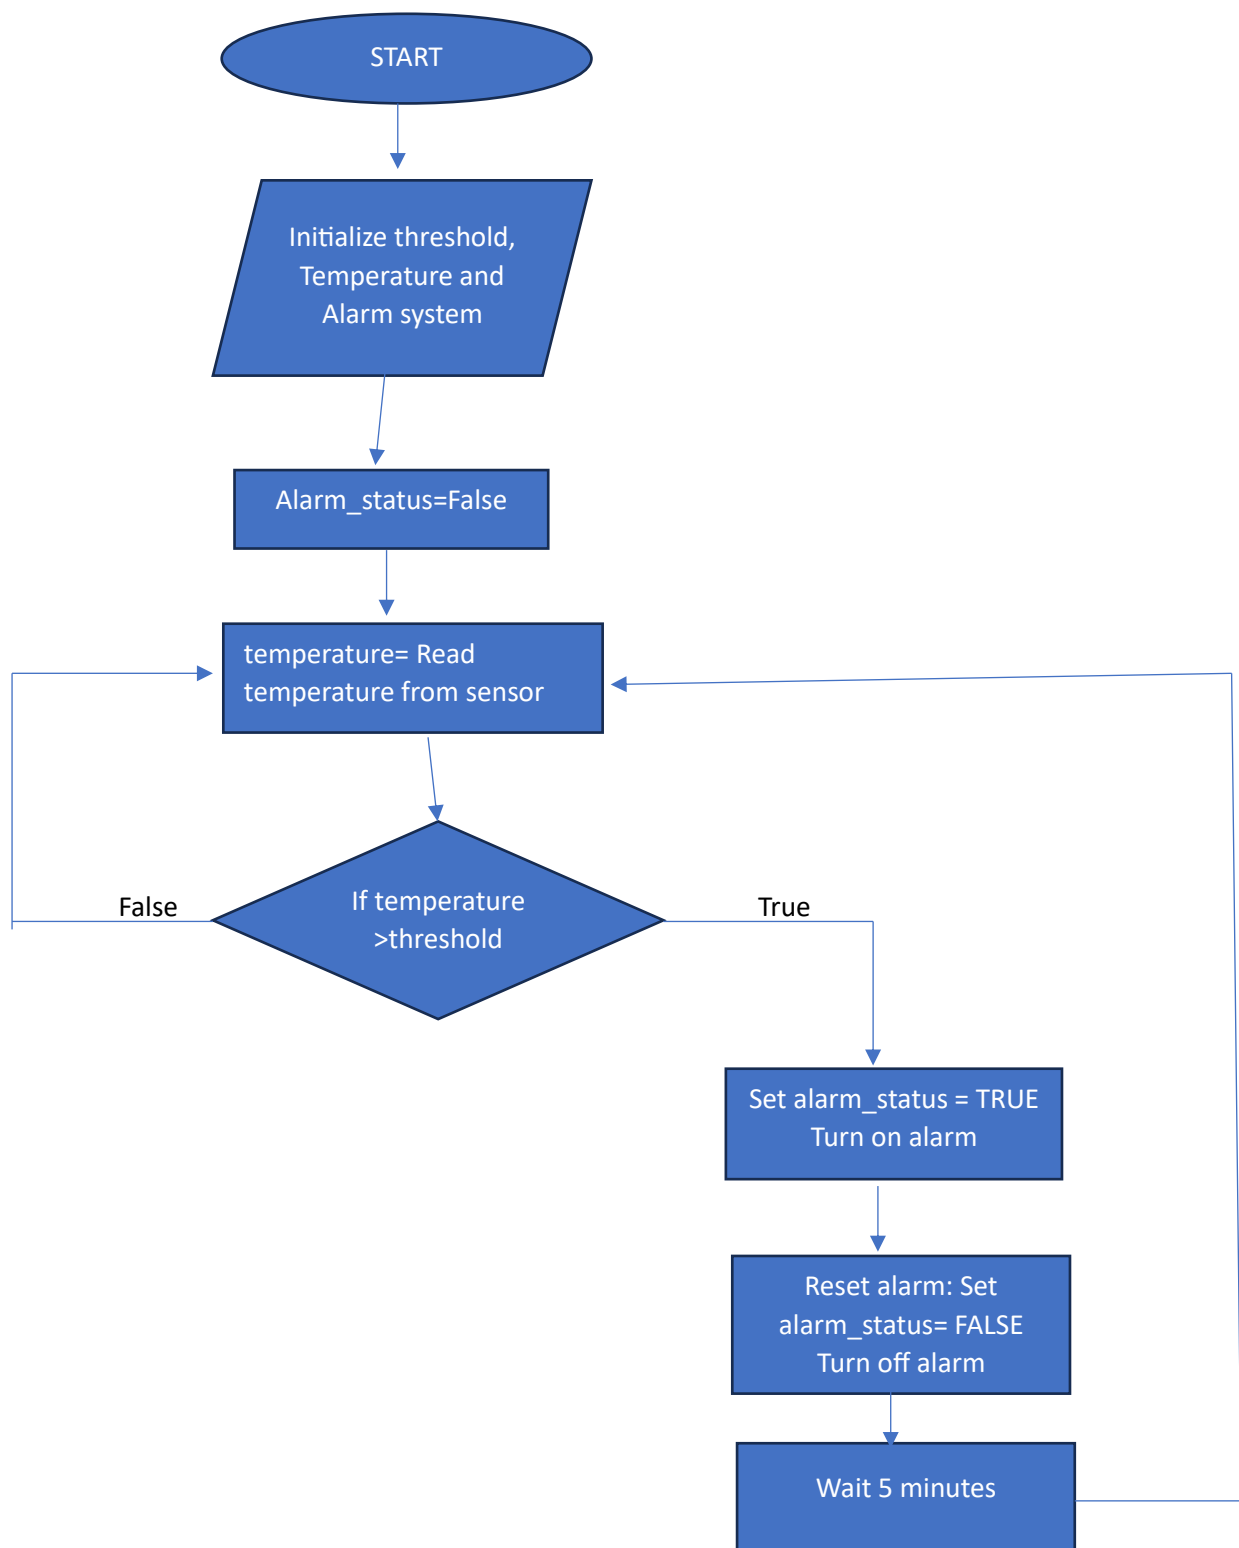 START
Initialize threshold,
Temperature and
Alarm system
Alarm_status=False
temperature= Read
temperature from sensor
If temperature
>threshold
False
True
Set alarm_status = TRUE
Turn on alarm
Reset alarm: Set
alarm_status= FALSE
Turn off alarm
Wait 5 minutes